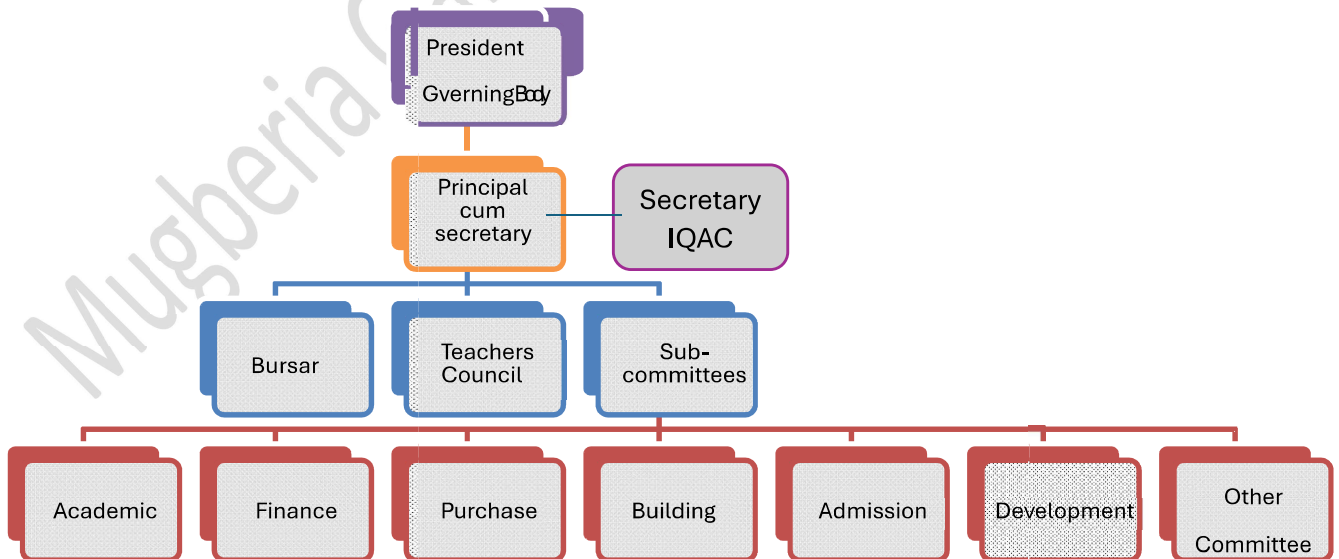 Mugberia
President
GverningBody
Principal
cum
secretary
Secretary
IQAC
Bursar
Teachers
Council
Sub-
committees
Academic
Finance
Purchase
Building
Admission
Development
Other
Committee